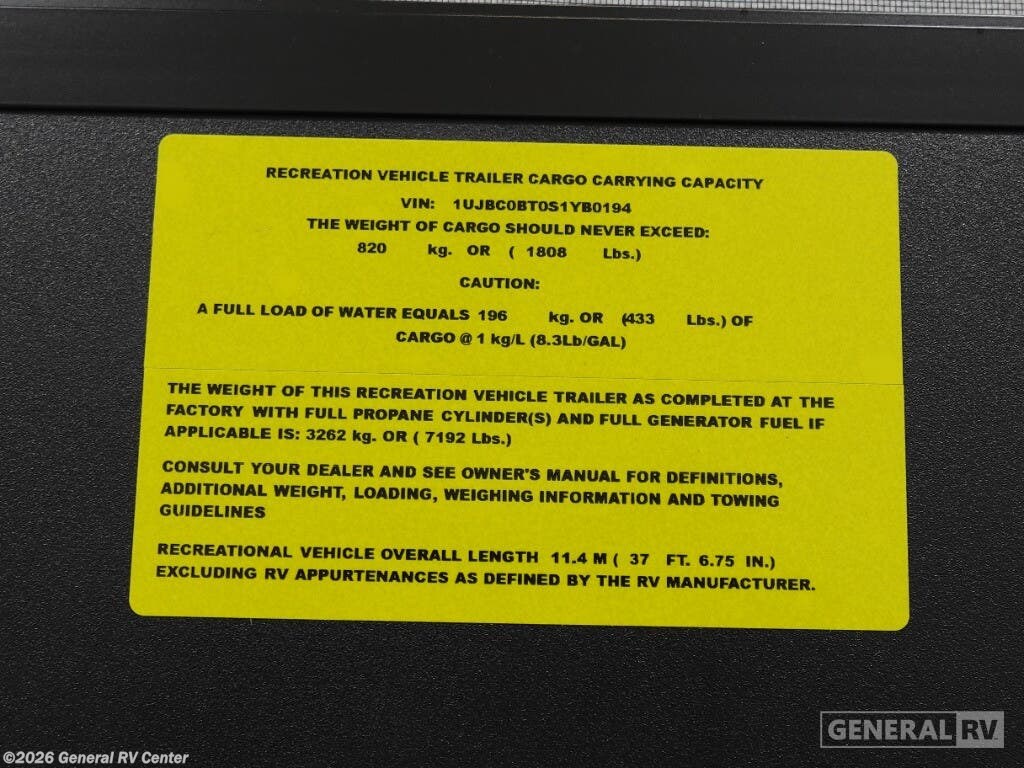 RECREATION VEHICLE TRAILER CARGO CARRYING CAPACITY
VIN: 1UJBC0BT0S1YB0194
THE WEIGHT OF CARGO SHOULD NEVER EXCEED:
820 kg. OR ( 1808 Lbs.)
CAUTION:
A FULL LOAD OF WATER EQUALS 196 kg. OR (433 Lbs.) OF
CARGO @ 1 kg/L (8.3Lb/GAL)
THE WEIGHT OF THIS RECREATION VEHICLE TRAILER AS COMPLETED AT THE
FACTORY WITH FULL PROPANE CYLINDER(S) AND FULL GENERATOR FUEL IF
APPLICABLE IS: 3262 kg. OR ( 7192 Lbs.)
CONSULT YOUR DEALER AND SEE OWNER'S MANUAL FOR DEFINITIONS,
ADDITIONAL WEIGHT, LOADING, WEIGHING INFORMATION AND TOWING
GUIDELINES
RECREATIONAL VEHICLE OVERALL LENGTH 11.4 M ( 37 FT. 6.75 IN.)
EXCLUDING RV APPURTENANCES AS DEFINED BY THE RV MANUFACTURER.
GENERAL RV
©2026 General RV Center